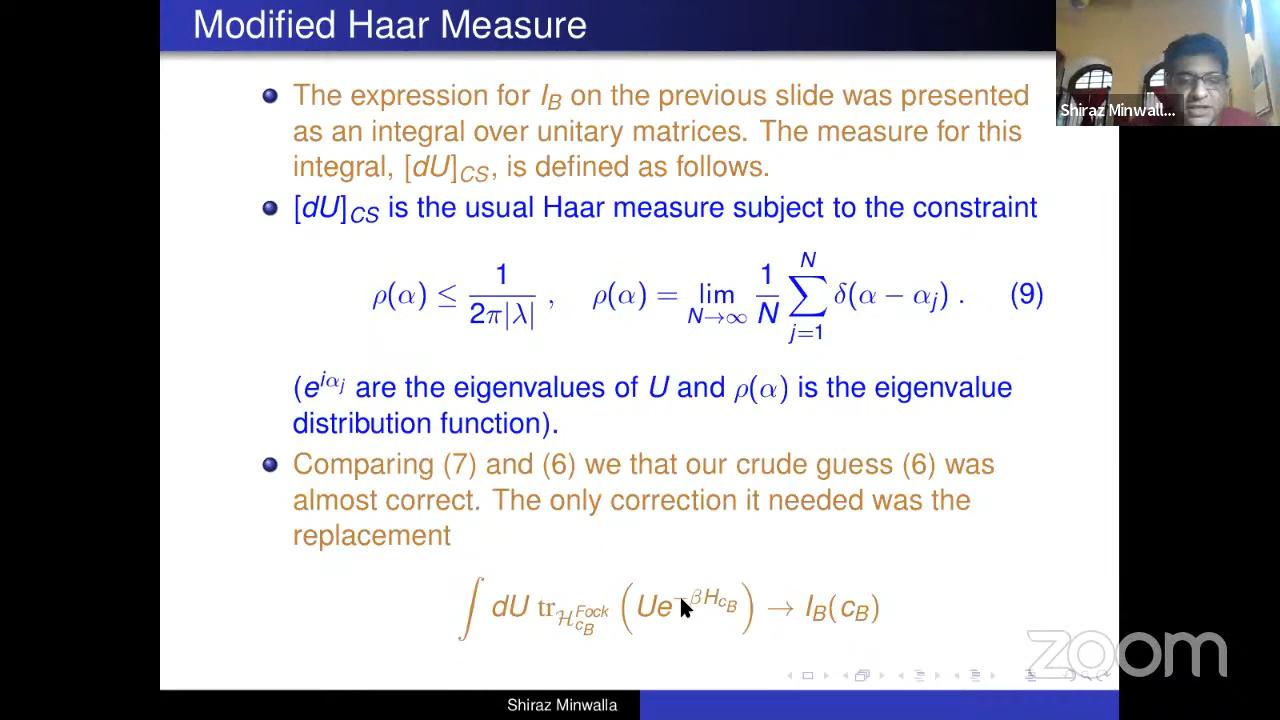 Modified Haar Measure
Shiraz Minwall...
The expression for I_B on the previous slide was presented
as an integral over unitary matrices. The measure for this
integral, [dU]_CS, is defined as follows.
[dU]_CS is the usual Haar measure subject to the constraint
ρ(α) ≤ 1/(2π|λ|) , ρ(α) = lim_{N→∞} 1/N ∑_{j=1}^{N} δ(α − α_j) . (9)
(e^{iα_j} are the eigenvalues of U and ρ(α) is the eigenvalue
distribution function).
Comparing (7) and (6) we that our crude guess (6) was
almost correct. The only correction it needed was the
replacement
∫ dU tr_{H^{Fock}_{c_B}} (Ue^{−βH_{c_B}}) → I_B(c_B)
zoom
Shiraz Minwalla